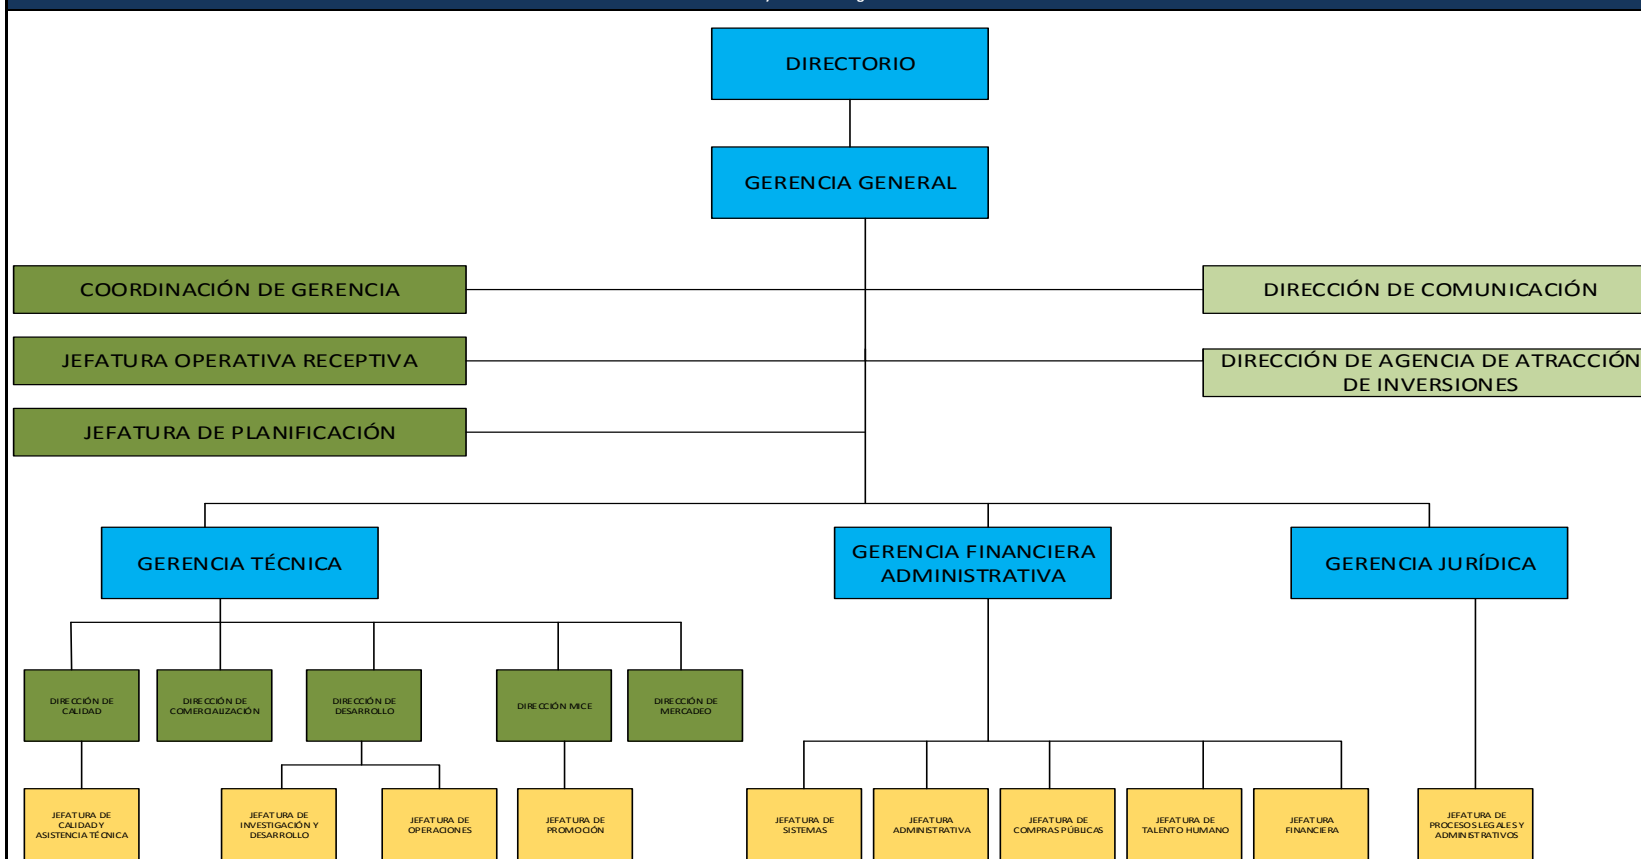 DIRECTORIO
GERENCIA GENERAL
COORDINACIÓN DE GERENCIA
DIRECCIÓN DE COMUNICACIÓN
JEFATURA OPERATIVA RECEPTIVA
DIRECCIÓN DE AGENCIA DE ATRACCIÓN
DE INVERSIONES
JEFATURA DE PLANIFICACIÓN
GERENCIA TÉCNICA
GERENCIA FINANCIERA
ADMINISTRATIVA
GERENCIA JURÍDICA
DIRECCIÓN DE
CALIDAD
DIRECCIÓN DE
COMERCIALIZACIÓN
DIRECCIÓN DE
DESARROLLO
DIRECCIÓN MICE
DIRECCIÓN DE
MERCADEO
JEFATURA DE
CALIDAD Y
ASISTENCIA TÉCNICA
JEFATURA DE
INVESTIGACIÓN Y
DESARROLLO
JEFATURA DE
OPERACIONES
JEFATURA DE
PROMOCIÓN
JEFATURA DE
SISTEMAS
JEFATURA
ADMINISTRATIVA
JEFATURA DE
COMPRAS PÚBLICAS
JEFATURA DE
TALENTO HUMANO
JEFATURA
FINANCIERA
JEFATURA DE
PROCESOS LEGALES Y
ADMINISTRATIVOS